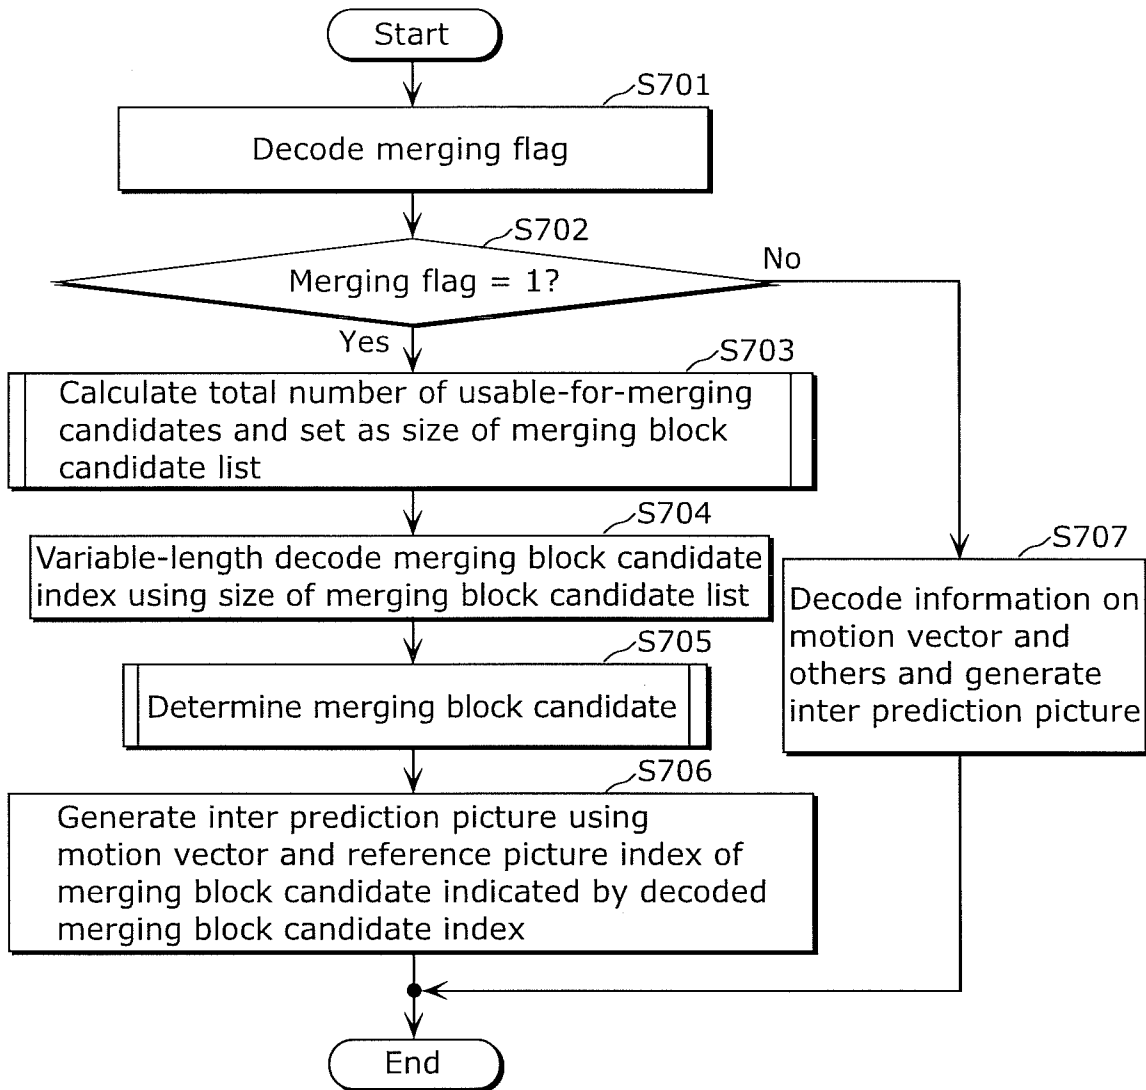 Start
S701
Decode merging flag
S702
Merging flag = 1?
No
Yes
S703
Calculate total number of usable-for-merging
candidates and set as size of merging block
candidate list
S704
Variable-length decode merging block candidate
index using size of merging block candidate list
S707
Decode information on
motion vector and
others and generate
inter prediction picture
S705
Determine merging block candidate
S706
Generate inter prediction picture using
motion vector and reference picture index of
merging block candidate indicated by decoded
merging block candidate index
End